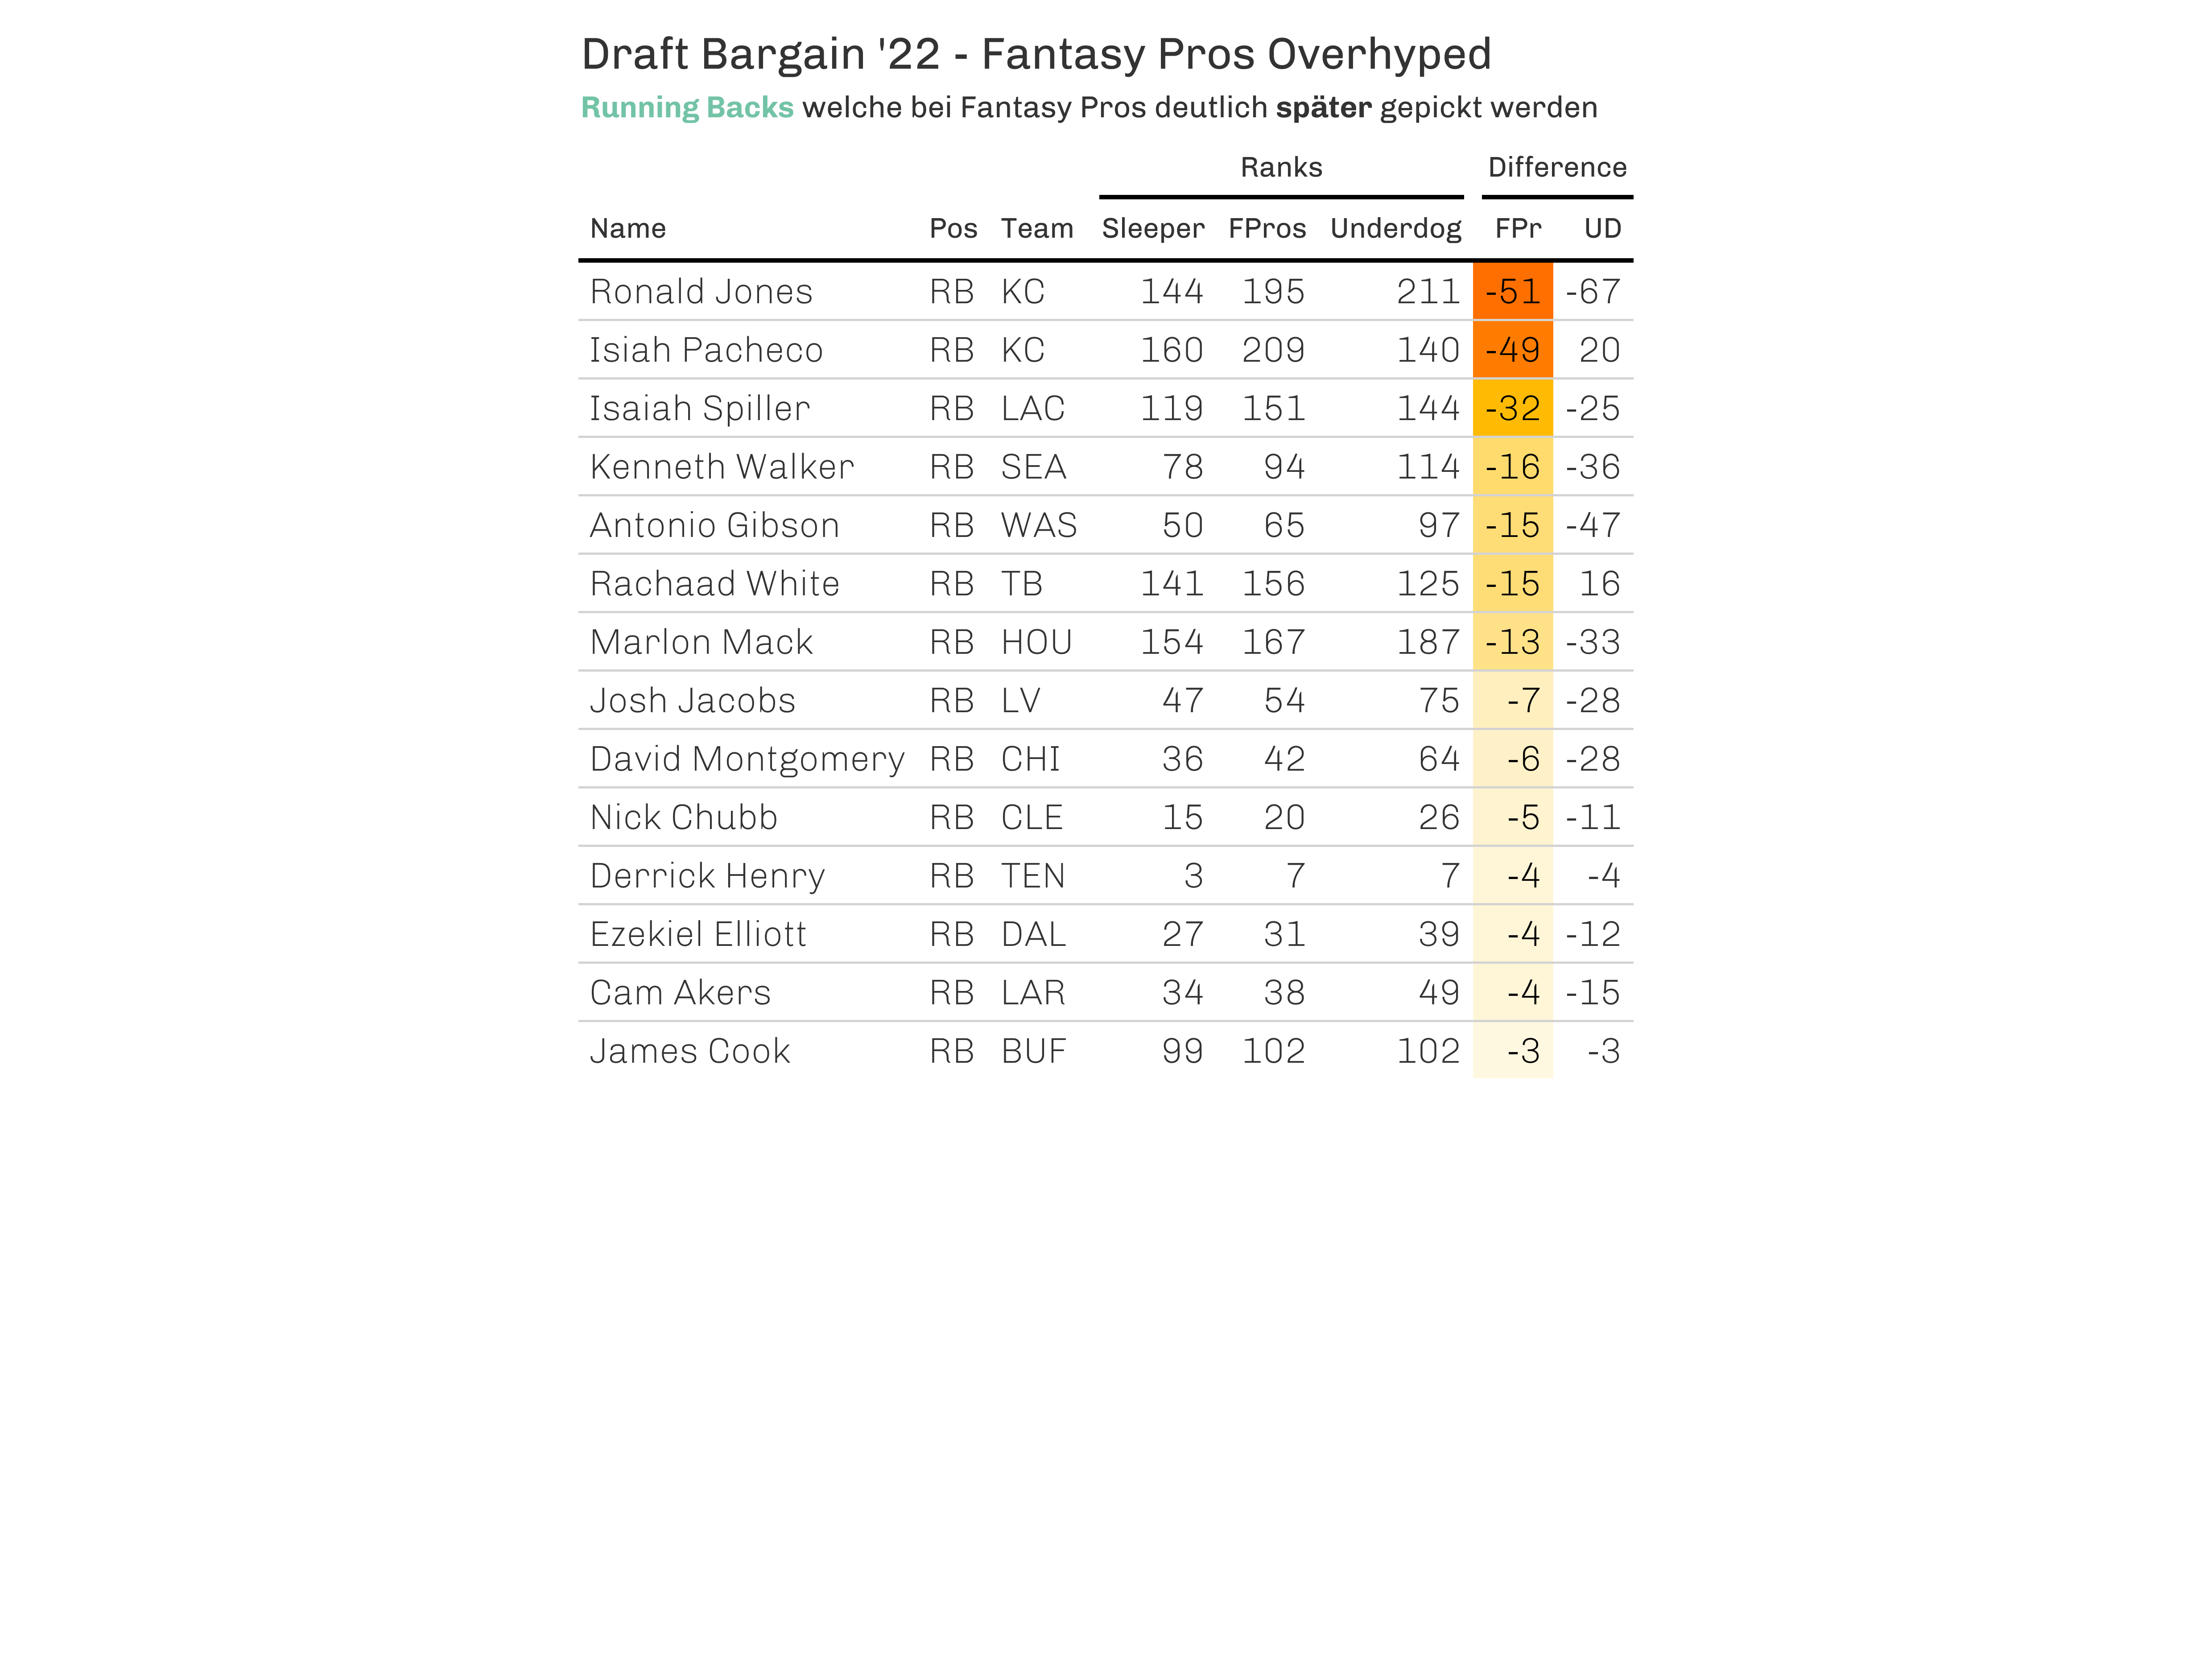 Draft Bargain '22 - Fantasy Pros Overhyped
Running Backs welche bei Fantasy Pros deutlich später gepickt werden
Ranks Difference
Name Pos Team Sleeper FPros Underdog FPr UD
Ronald Jones RB KC 144 195 211 -51 -67
Isiah Pacheco RB KC 160 209 140 -49 20
Isaiah Spiller RB LAC 119 151 144 -32 -25
Kenneth Walker RB SEA 78 94 114 -16 -36
Antonio Gibson RB WAS 50 65 97 -15 -47
Rachaad White RB TB 141 156 125 -15 16
Marlon Mack RB HOU 154 167 187 -13 -33
Josh Jacobs RB LV 47 54 75 -7 -28
David Montgomery RB CHI 36 42 64 -6 -28
Nick Chubb RB CLE 15 20 26 -5 -11
Derrick Henry RB TEN 3 7 7 -4 -4
Ezekiel Elliott RB DAL 27 31 39 -4 -12
Cam Akers RB LAR 34 38 49 -4 -15
James Cook RB BUF 99 102 102 -3 -3